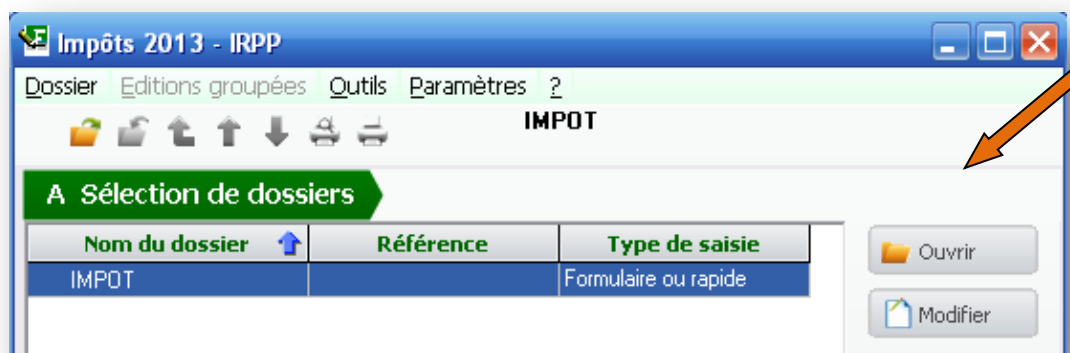 Impôts 2013 - IRPP
Dossier Editions groupées Outils Paramètres ?
IMPOT
A Sélection de dossiers
Nom du dossier Référence Type de saisie
IMPOT Formulaire ou rapide
Ouvrir
Modifier